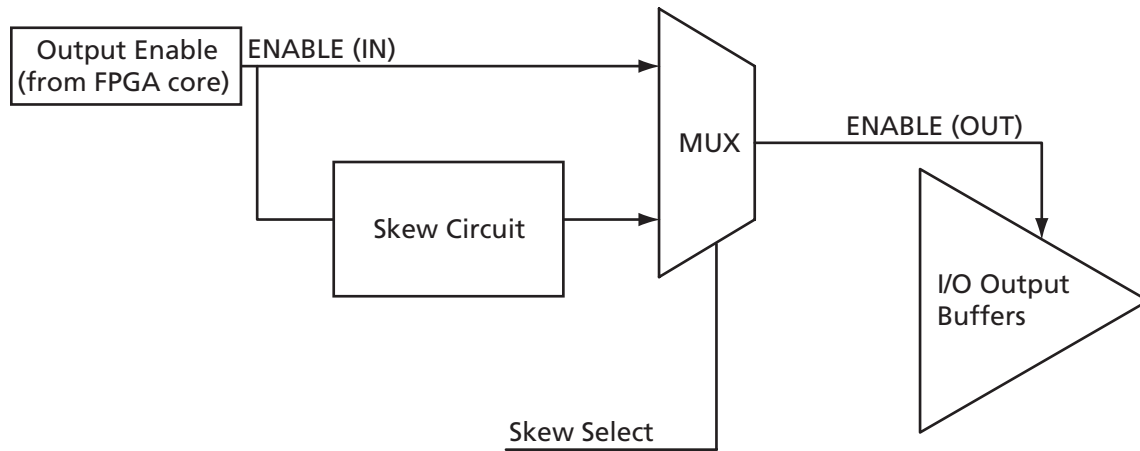 Output Enable
(from FPGA core)
ENABLE (IN)
MUX
ENABLE (OUT)
Skew Circuit
I/O Output
Buffers
Skew Select